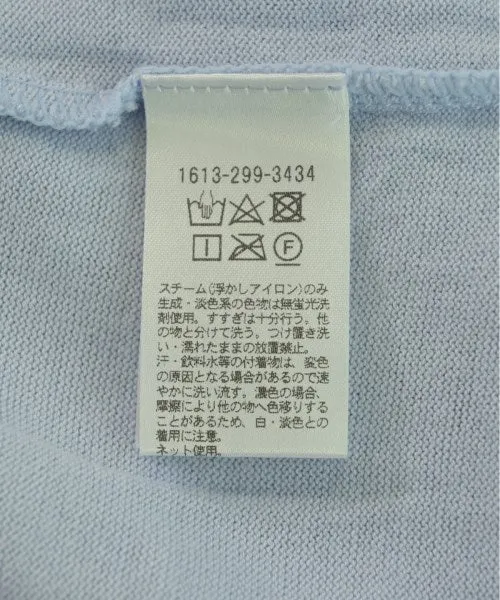 1613-299-3434
F
スチーム(浮かしアイロン)のみ
生成・淡色系の色物は無蛍光洗
剤使用。すすぎは十分行う。他
の物と分けて洗う。つけ置き洗
い・濡れたままの放置禁止。
汗・飲料水等の付着物は、変色
の原因となる場合があるので速
やかに洗い流す。濃色の場合、
摩擦により他の物へ色移りする
ことがあるため、白・淡色との
着用に注意。
ネット使用。